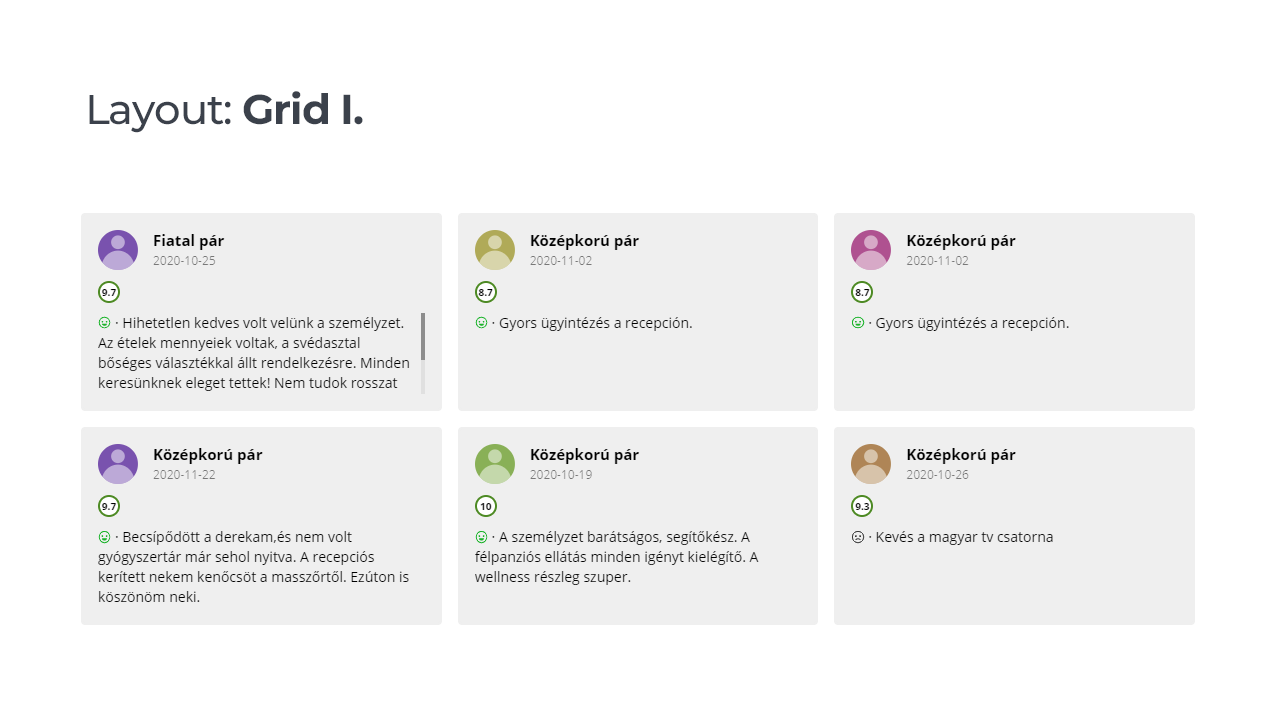 Layout: Grid I.
Fiatal pár
2020-10-25
9.7
· Hihetetlen kedves volt velünk a személyzet.
Az ételek mennyeiek voltak, a svédasztal
bőséges választékkal állt rendelkezésre. Minden
keresünknek eleget tettek! Nem tudok rosszat
Középkorú pár
2020-11-02
8.7
· Gyors ügyintézés a recepción.
Középkorú pár
2020-11-02
8.7
· Gyors ügyintézés a recepción.
Középkorú pár
2020-11-22
9.7
· Becsípődött a derekam,és nem volt
gyógyszertár már sehol nyitva. A recepciós
kerített nekem kenőcsöt a masszőrtől. Ezúton is
köszönöm neki.
Középkorú pár
2020-10-19
10
· A személyzet barátságos, segítőkész. A
félpanziós ellátás minden igényt kielégítő. A
wellness részleg szuper.
Középkorú pár
2020-10-26
9.3
· Kevés a magyar tv csatorna